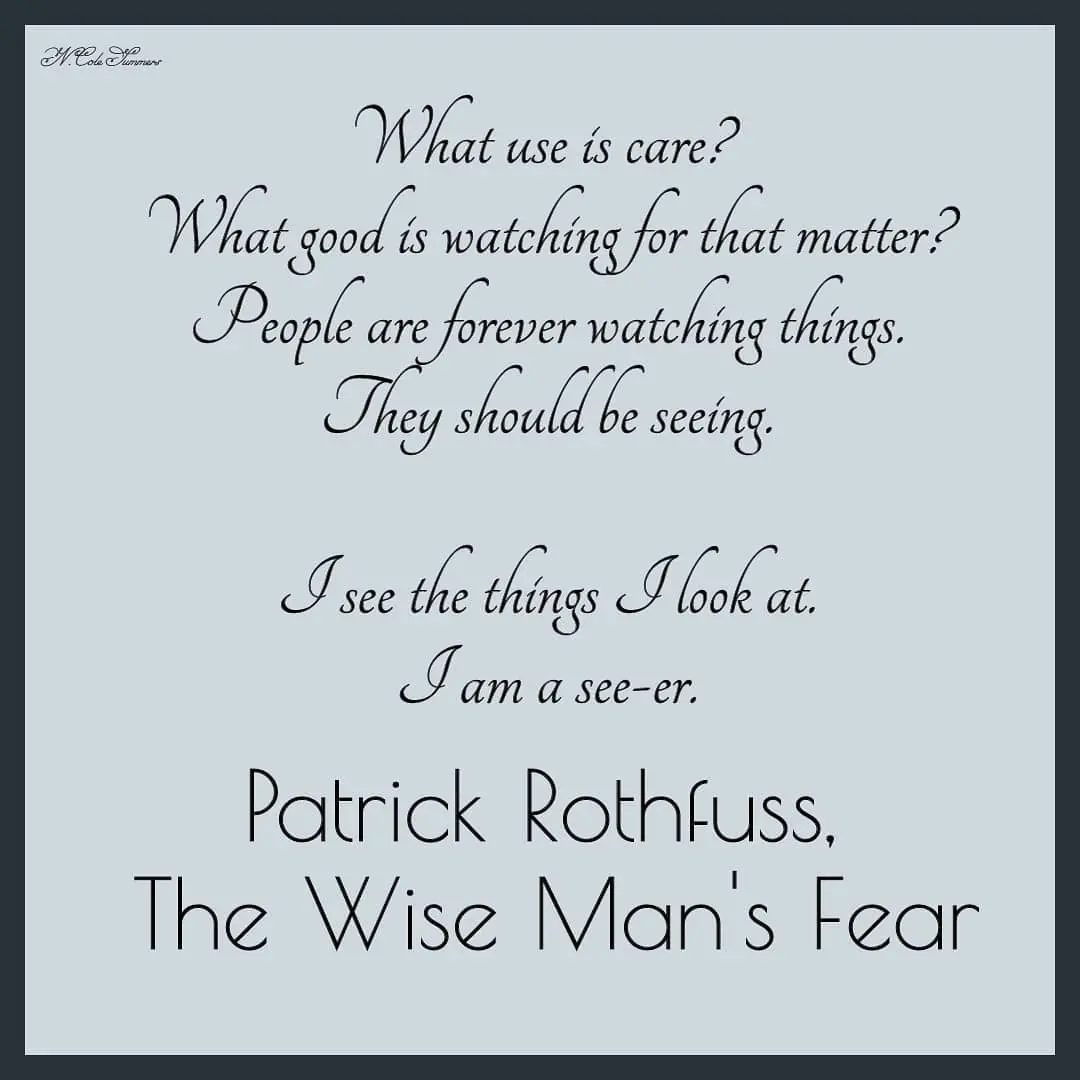 N. Cole Summers
What use is care?
What good is watching for that matter?
People are forever watching things.
They should be seeing.
I see the things I look at.
I am a see-er.
Patrick Rothfuss,
The Wise Man's Fear